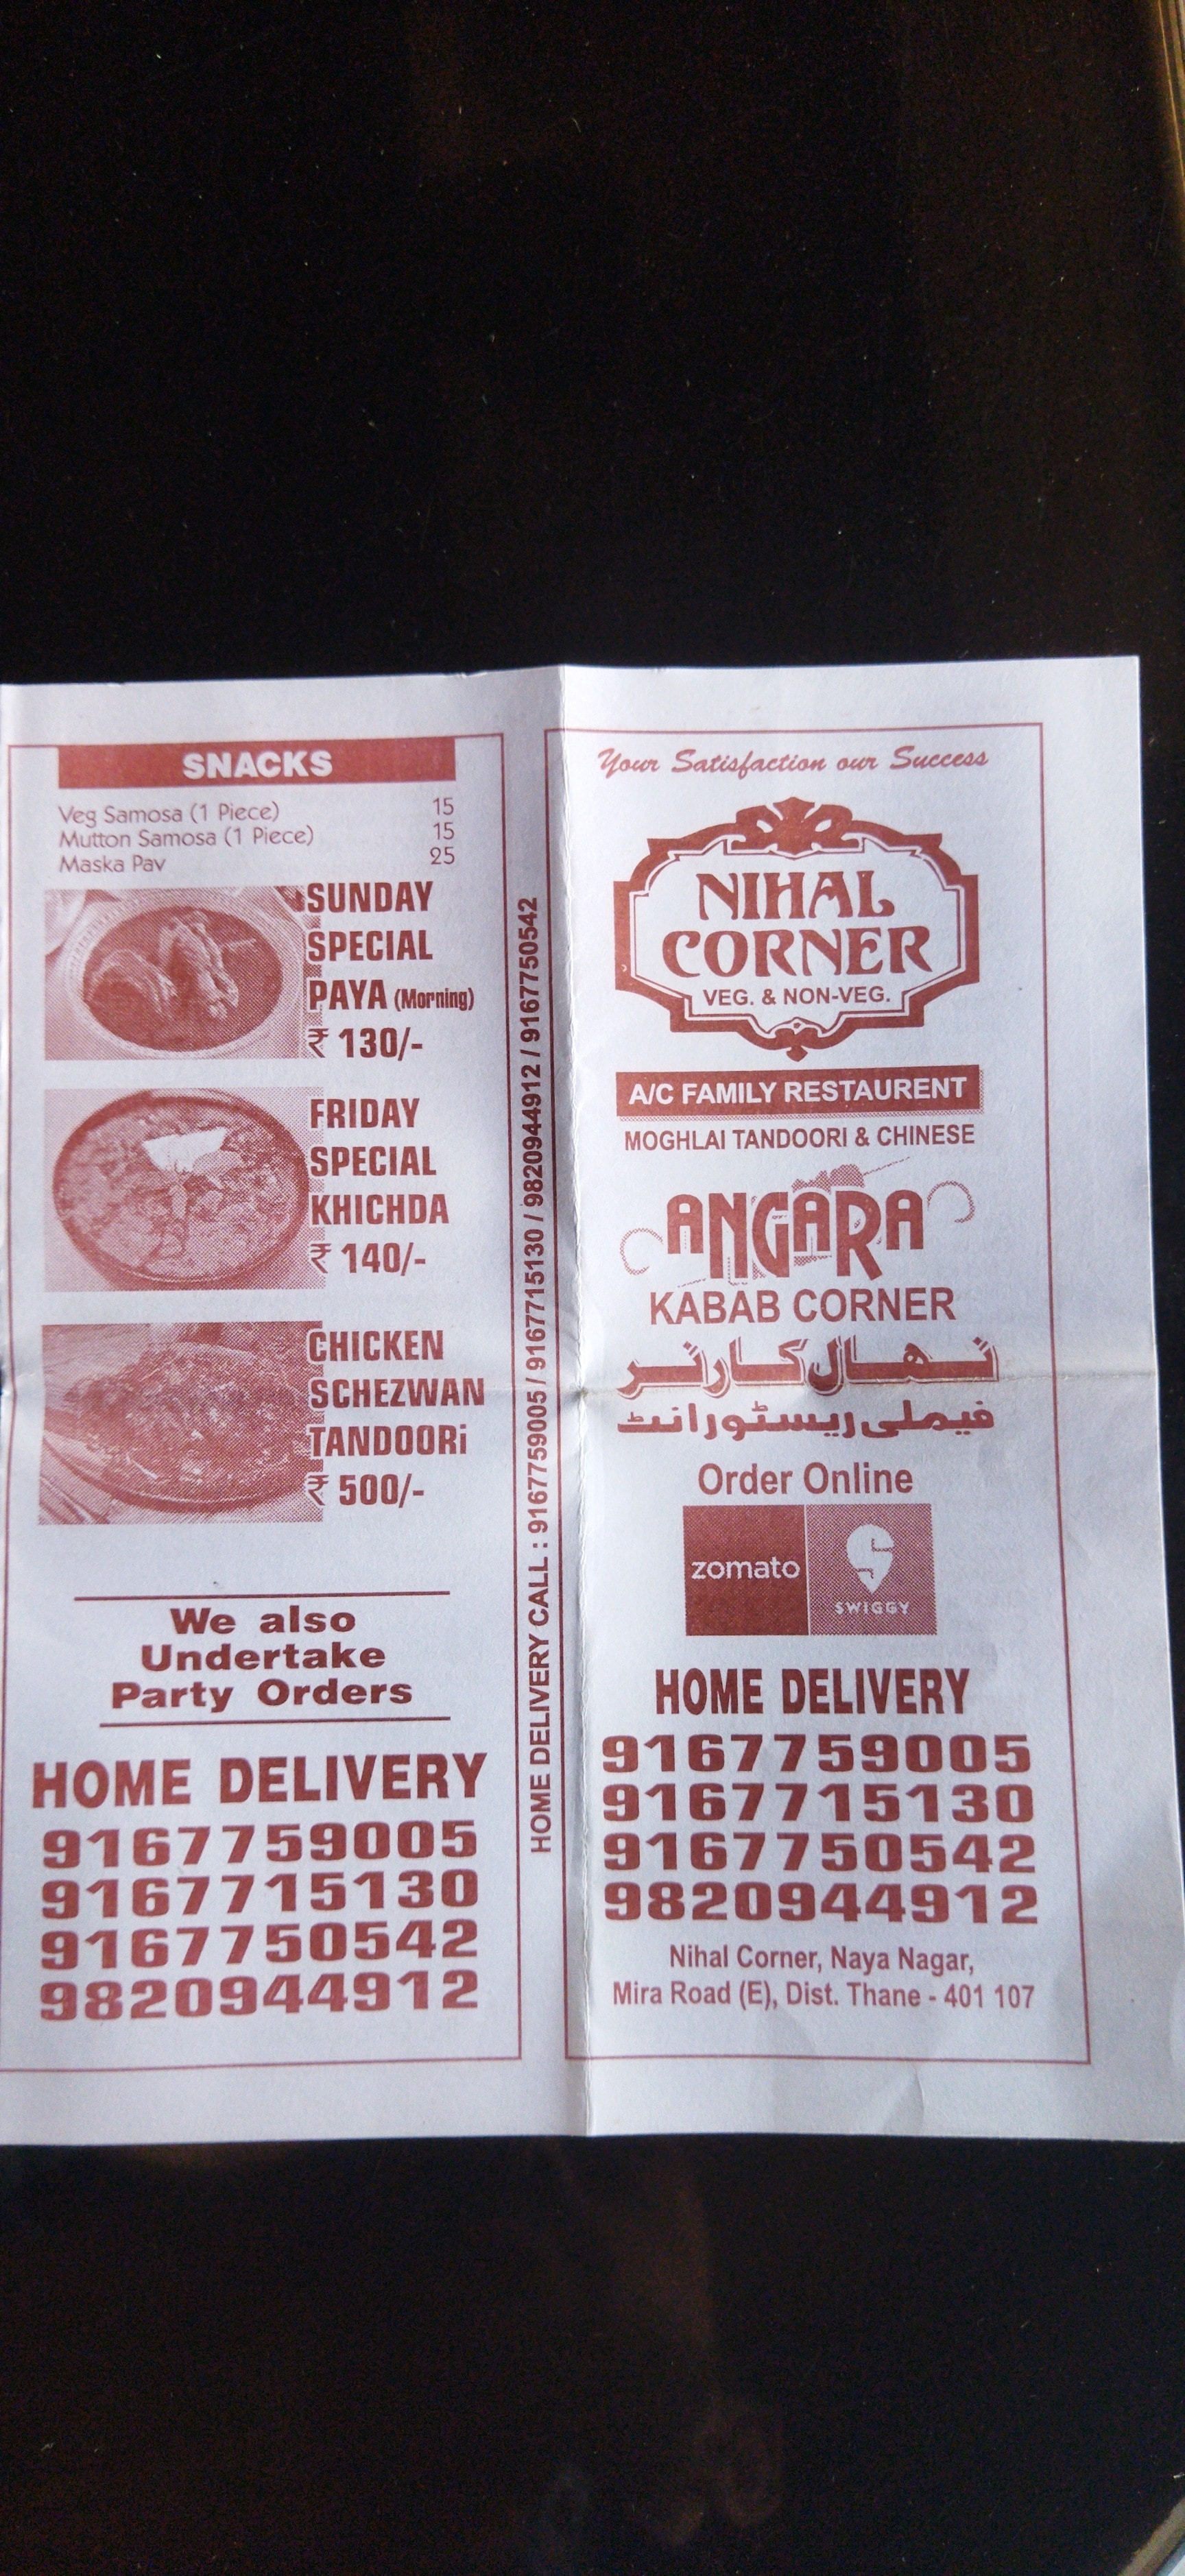 SNACKS
Veg Samosa (1 Piece) 15
Mutton Samosa (1 Piece) 15
Maska Pav 25
SUNDAY
SPECIAL
PAYA (Morning)
₹ 130/-
FRIDAY
SPECIAL
KHICHDA
₹ 140/-
CHICKEN
SCHEZWAN
TANDOORi
₹ 500/-
We also
Undertake
Party Orders
HOME DELIVERY
9167759005
9167715130
9167750542
9820944912
HOME DELIVERY CALL : 9167759005 / 9167715130 / 9820944912 / 9167750542
Your Satisfaction our Success
NIHAL
CORNER
VEG. & NON-VEG.
A/C FAMILY RESTAURENT
MOGHLAI TANDOORI & CHINESE
ANGARA
KABAB CORNER
نہال کارنر
فیملی ریسٹورانٹ
Order Online
zomato
SWIGGY
HOME DELIVERY
9167759005
9167715130
9167750542
9820944912
Nihal Corner, Naya Nagar,
Mira Road (E), Dist. Thane - 401 107